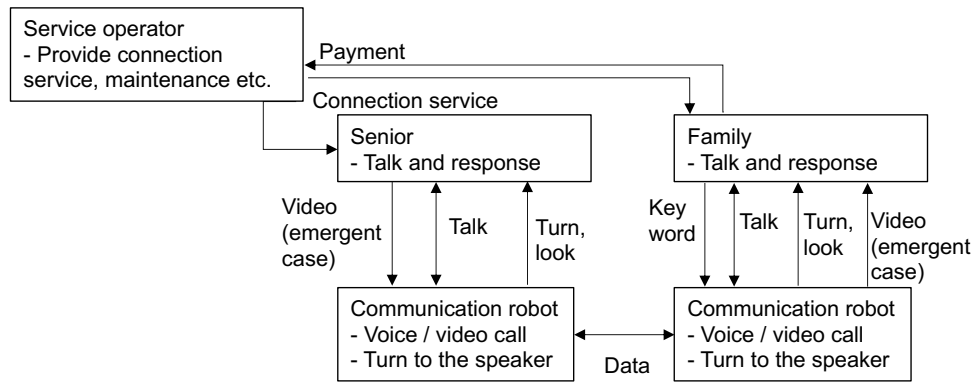 Service operator
- Provide connection
service, maintenance etc.
Payment
Connection service
Senior
- Talk and response
Family
- Talk and response
Video
(emergent
case)
Talk
Turn,
look
Key
word
Talk
Turn,
look
Video
(emergent
case)
Communication robot
- Voice / video call
- Turn to the speaker
Data
Communication robot
- Voice / video call
- Turn to the speaker